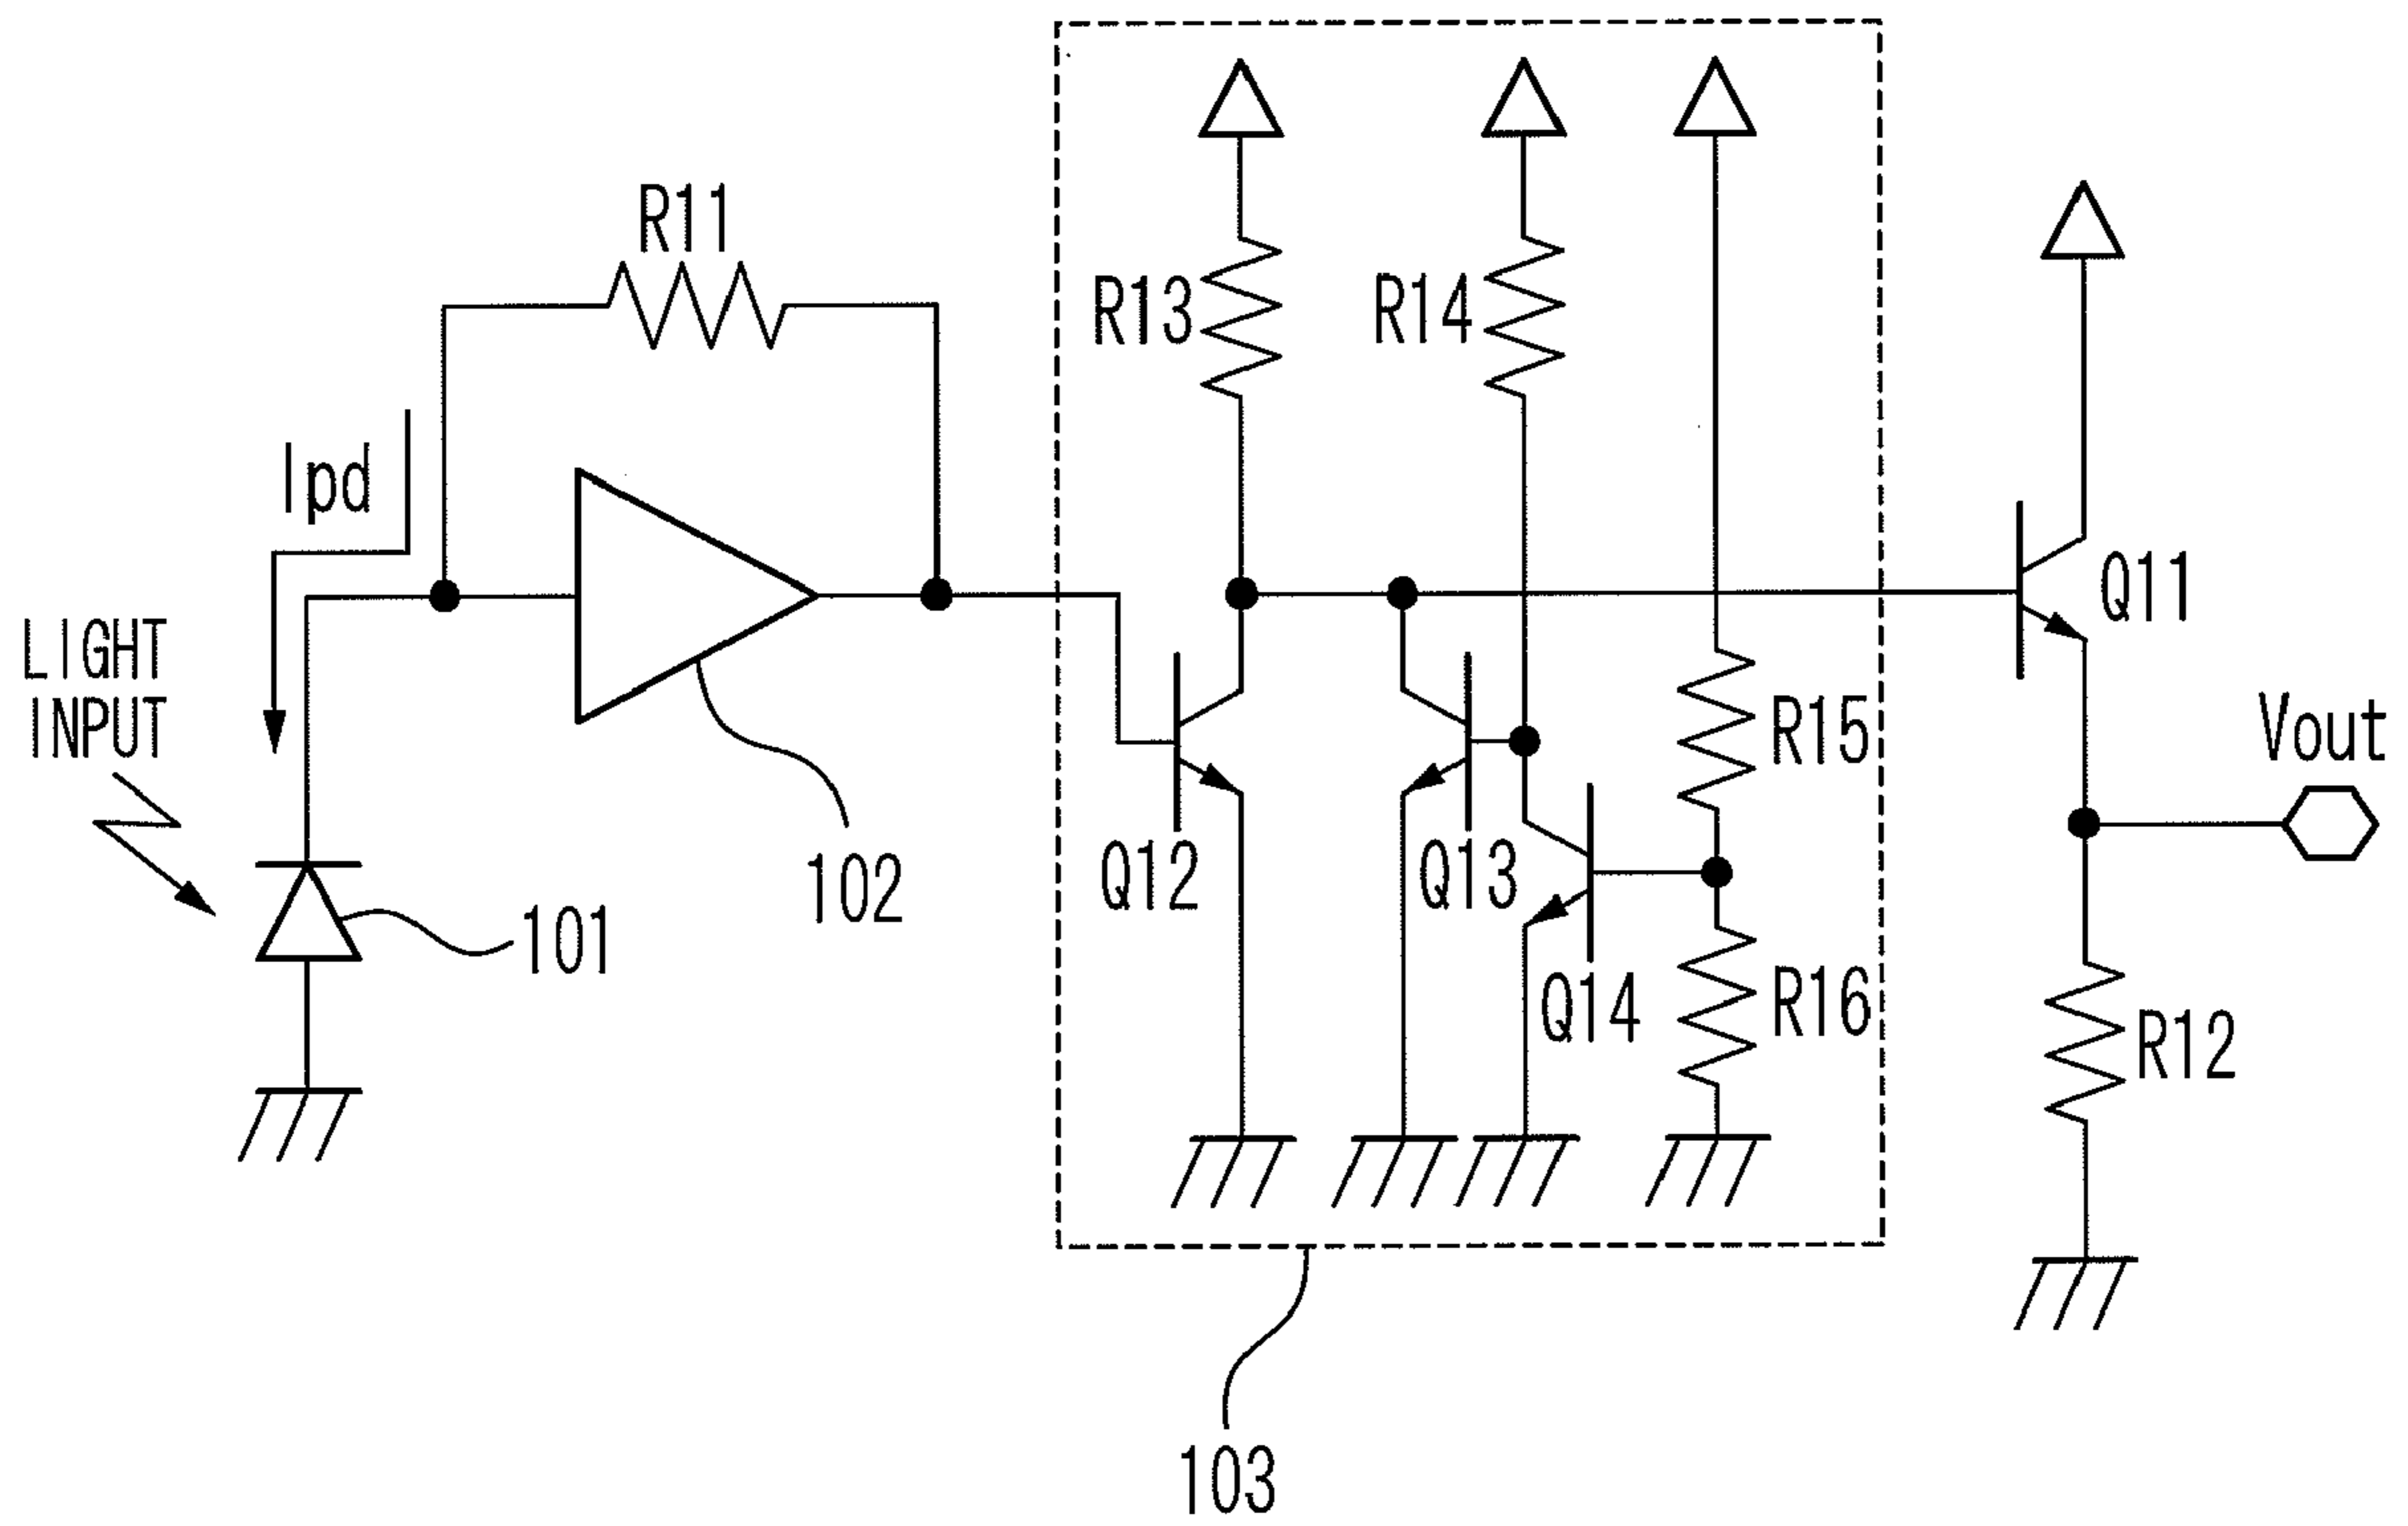 R11
R13
R14
Ipd
Q11
LIGHT
INPUT
R15
Vout
102
Q12
Q13
101
Q14
R16
R12
103